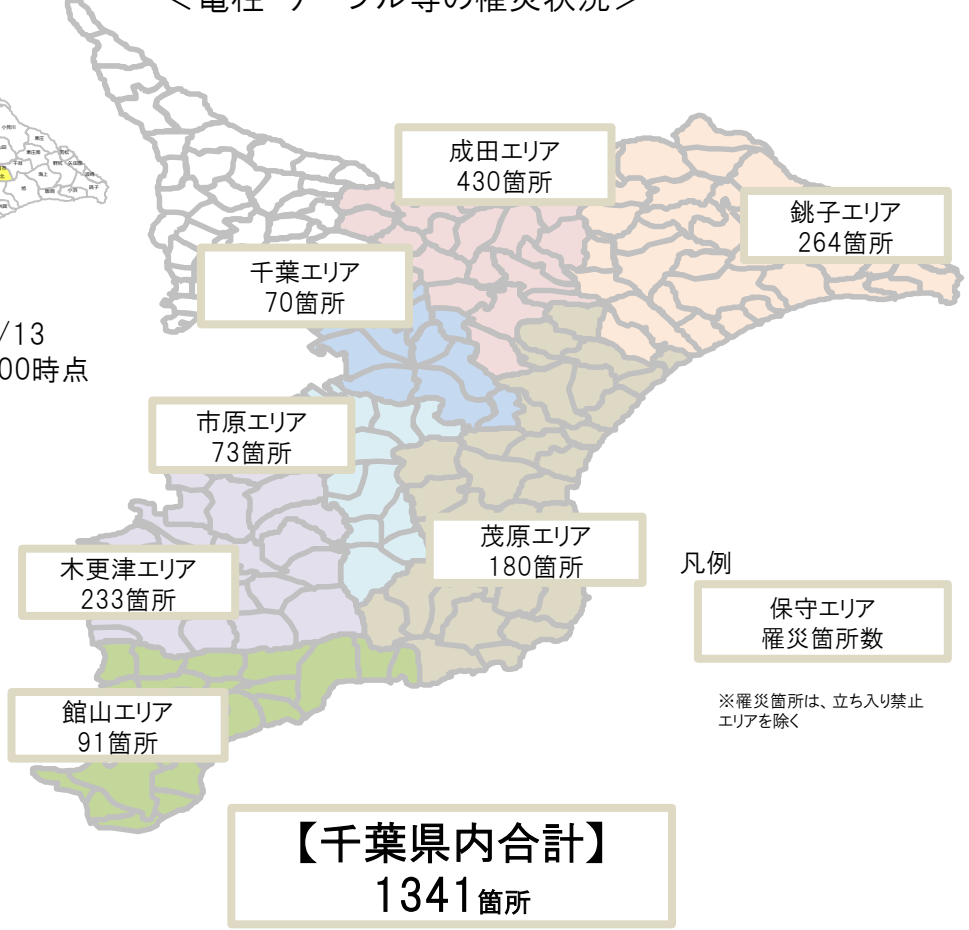 ＜電柱・ケーブル等の罹災状況＞
成田エリア
430箇所
銚子エリア
264箇所
千葉エリア
70箇所
/13
00時点
市原エリア
73箇所
茂原エリア
180箇所
木更津エリア
233箇所
凡例
保守エリア
罹災箇所数
※罹災箇所は、立ち入り禁止
エリアを除く
館山エリア
91箇所
【千葉県内合計】
1341箇所